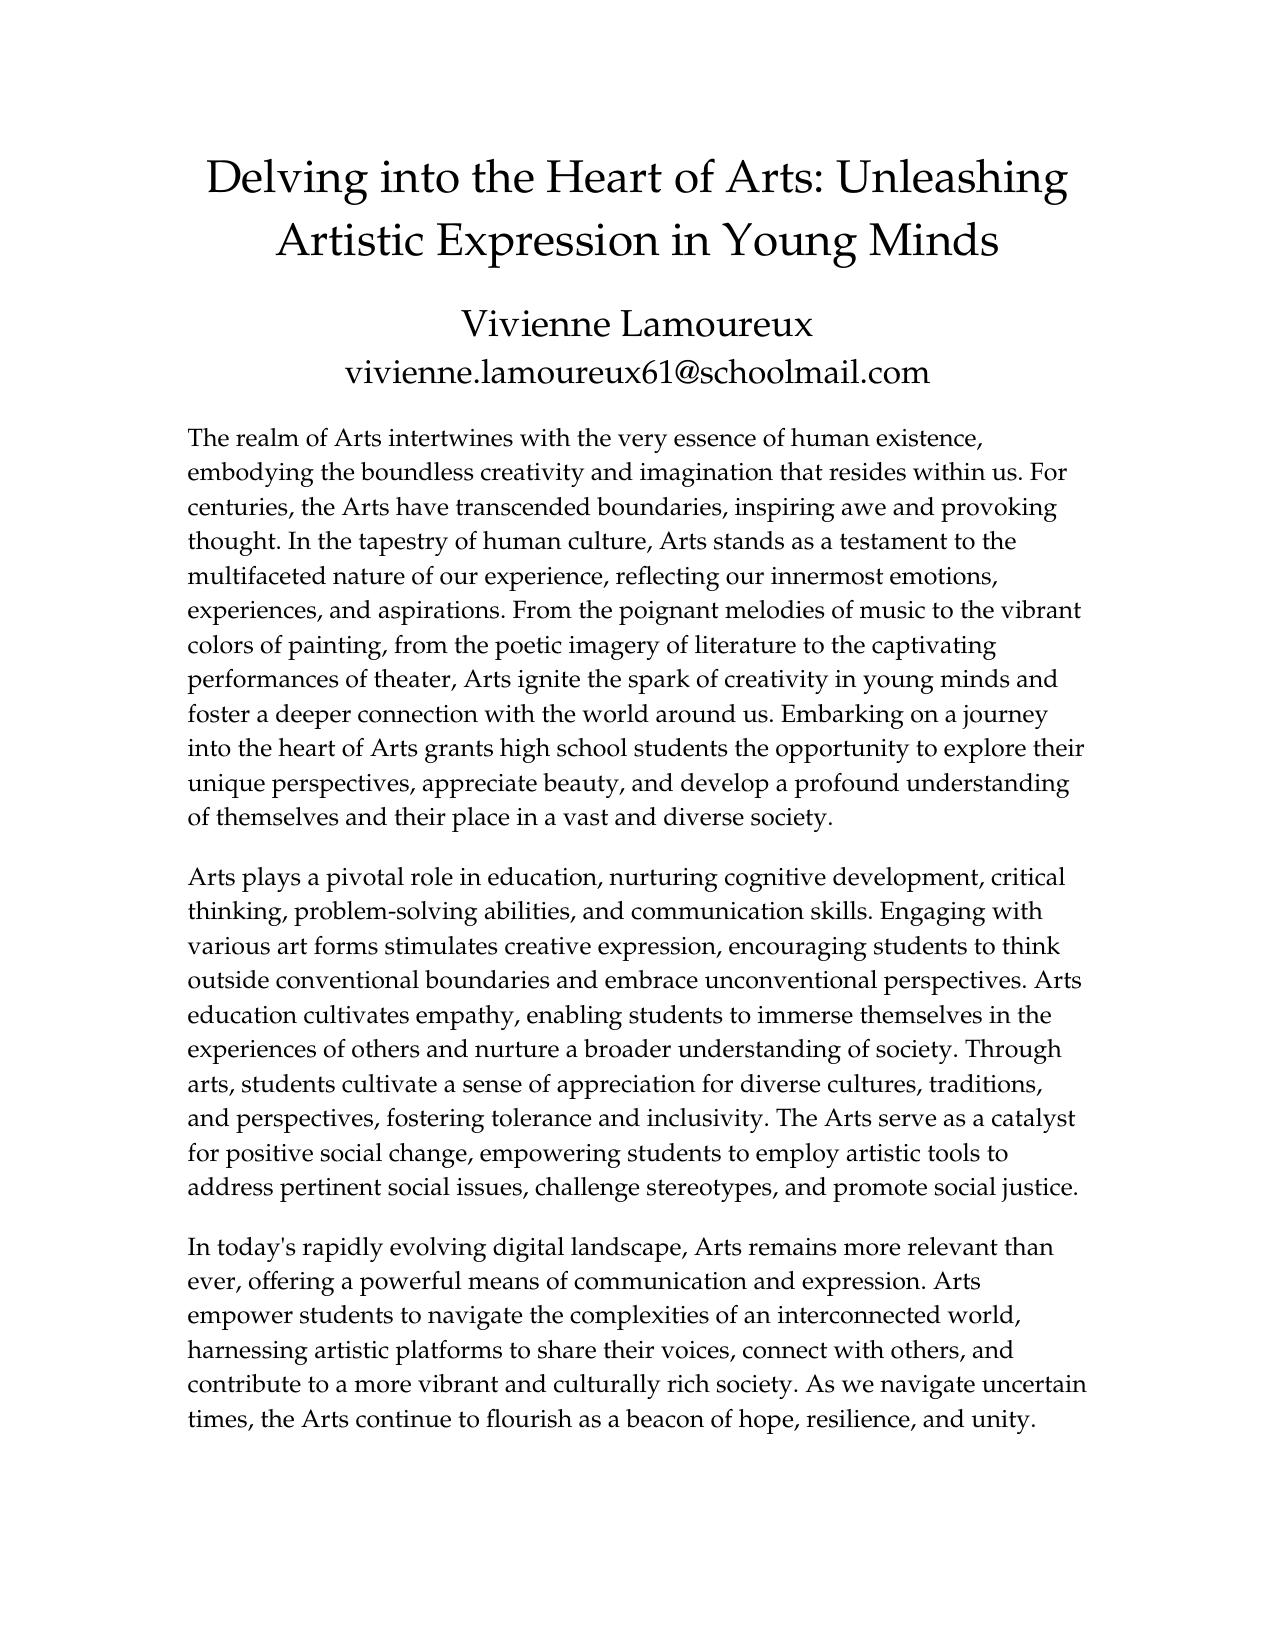 Delving into the Heart of Arts: Unleashing
Artistic Expression in Young Minds
Vivienne Lamoureux
vivienne.lamoureux61@schoolmail.com
The realm of Arts intertwines with the very essence of human existence,
embodying the boundless creativity and imagination that resides within us. For
centuries, the Arts have transcended boundaries, inspiring awe and provoking
thought. In the tapestry of human culture, Arts stands as a testament to the
multifaceted nature of our experience, reflecting our innermost emotions,
experiences, and aspirations. From the poignant melodies of music to the vibrant
colors of painting, from the poetic imagery of literature to the captivating
performances of theater, Arts ignite the spark of creativity in young minds and
foster a deeper connection with the world around us. Embarking on a journey
into the heart of Arts grants high school students the opportunity to explore their
unique perspectives, appreciate beauty, and develop a profound understanding
of themselves and their place in a vast and diverse society.
Arts plays a pivotal role in education, nurturing cognitive development, critical
thinking, problem-solving abilities, and communication skills. Engaging with
various art forms stimulates creative expression, encouraging students to think
outside conventional boundaries and embrace unconventional perspectives. Arts
education cultivates empathy, enabling students to immerse themselves in the
experiences of others and nurture a broader understanding of society. Through
arts, students cultivate a sense of appreciation for diverse cultures, traditions,
and perspectives, fostering tolerance and inclusivity. The Arts serve as a catalyst
for positive social change, empowering students to employ artistic tools to
address pertinent social issues, challenge stereotypes, and promote social justice.
In today's rapidly evolving digital landscape, Arts remains more relevant than
ever, offering a powerful means of communication and expression. Arts
empower students to navigate the complexities of an interconnected world,
harnessing artistic platforms to share their voices, connect with others, and
contribute to a more vibrant and culturally rich society. As we navigate uncertain
times, the Arts continue to flourish as a beacon of hope, resilience, and unity.